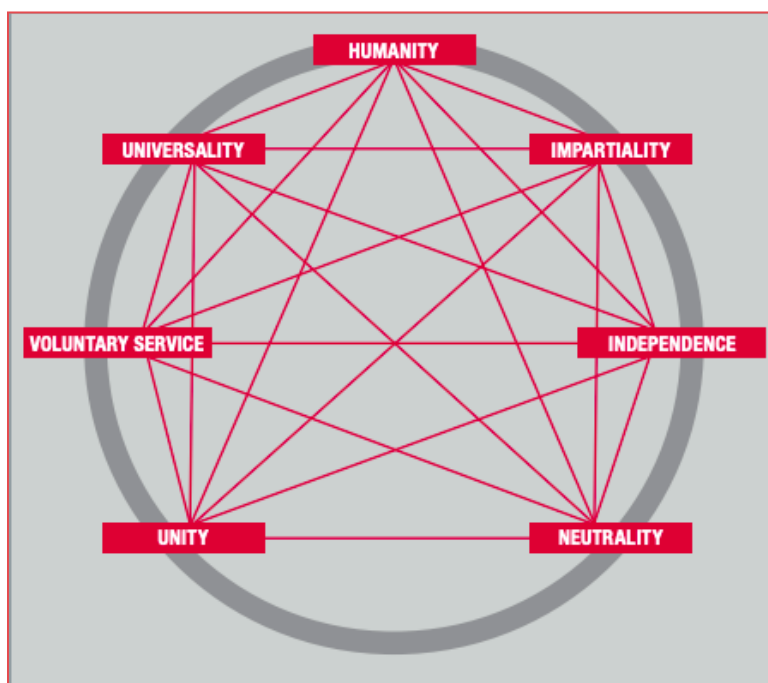 HUMANITY
UNIVERSALITY
IMPARTIALITY
VOLUNTARY SERVICE
INDEPENDENCE
UNITY
NEUTRALITY